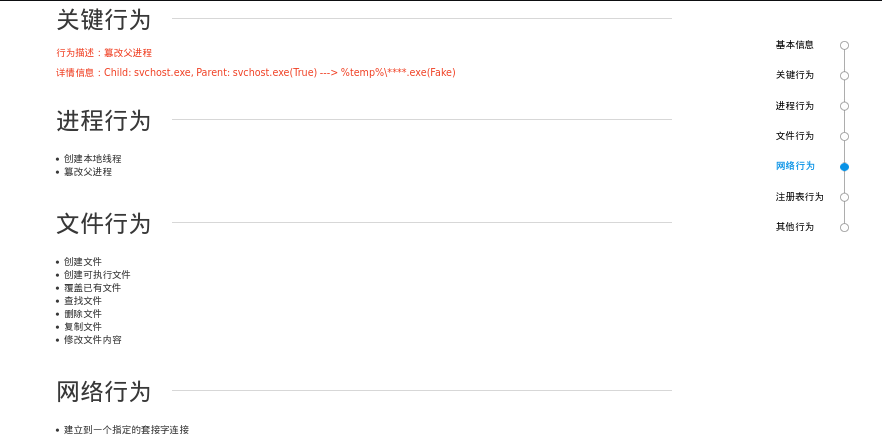 关键行为
行为描述：篡改父进程
详情信息：Child: svchost.exe, Parent: svchost.exe(True) ---> %temp%\****.exe(Fake)
进程行为
• 创建本地线程
• 篡改父进程
文件行为
• 创建文件
• 创建可执行文件
• 覆盖已有文件
• 查找文件
• 删除文件
• 复制文件
• 修改文件内容
网络行为
• 建立到一个指定的套接字连接
基本信息
关键行为
进程行为
文件行为
网络行为
注册表行为
其他行为